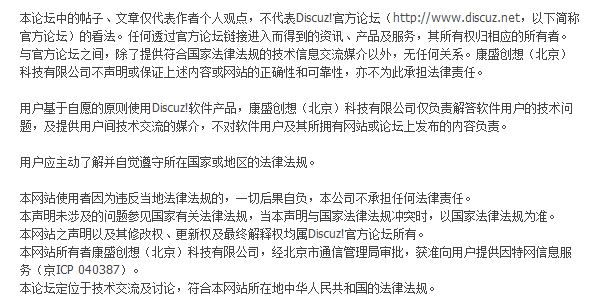 本论坛中的帖子、文章仅代表作者个人观点，不代表Discuz!官方论坛（http://www.discuz.net，以下简称
官方论坛）的看法。任何透过官方论坛链接进入而得到的资讯、产品及服务，其所有权归相应的所有者。
与官方论坛之间，除了提供符合国家法律法规的技术信息交流媒介以外，无任何关系。康盛创想（北京）
科技有限公司不声明或保证上述内容或网站的正确性和可靠性，亦不为此承担法律责任。
用户基于自愿的原则使用Discuz!软件产品，康盛创想（北京）科技有限公司仅负责解答软件用户的技术问
题，及提供用户间技术交流的媒介，不对软件用户及其所拥有网站或论坛上发布的内容负责。
用户应主动了解并自觉遵守所在国家或地区的法律法规。
本网站使用者因为违反当地法律法规的，一切后果自负，本公司不承担任何法律责任。
本声明未涉及的问题参见国家有关法律法规，当本声明与国家法律法规冲突时，以国家法律法规为准。
本网站之声明以及其修改权、更新权及最终解释权均属Discuz!官方论坛所有。
本网站所有者康盛创想（北京）科技有限公司，经北京市通信管理局审批，获准向用户提供因特网信息服
务（京ICP 040387）。
本论坛定位于技术交流及讨论，符合本网站所在地中华人民共和国的法律法规。